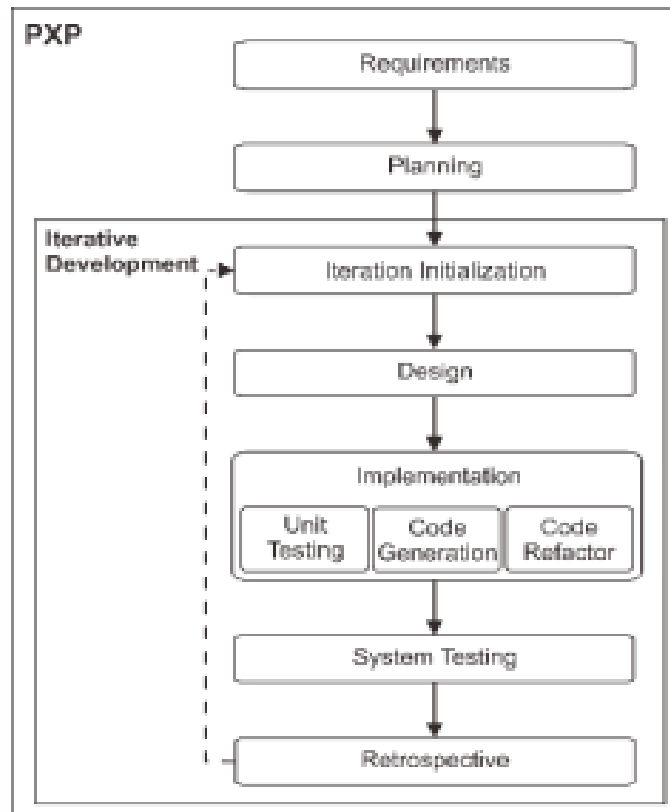 PXP
Requirements
Planning
Iterative
Development
Iteration Initialization
Design
Implementation
Unit
Testing
Code
Generation
Code
Refactor
System Testing
Retrospective